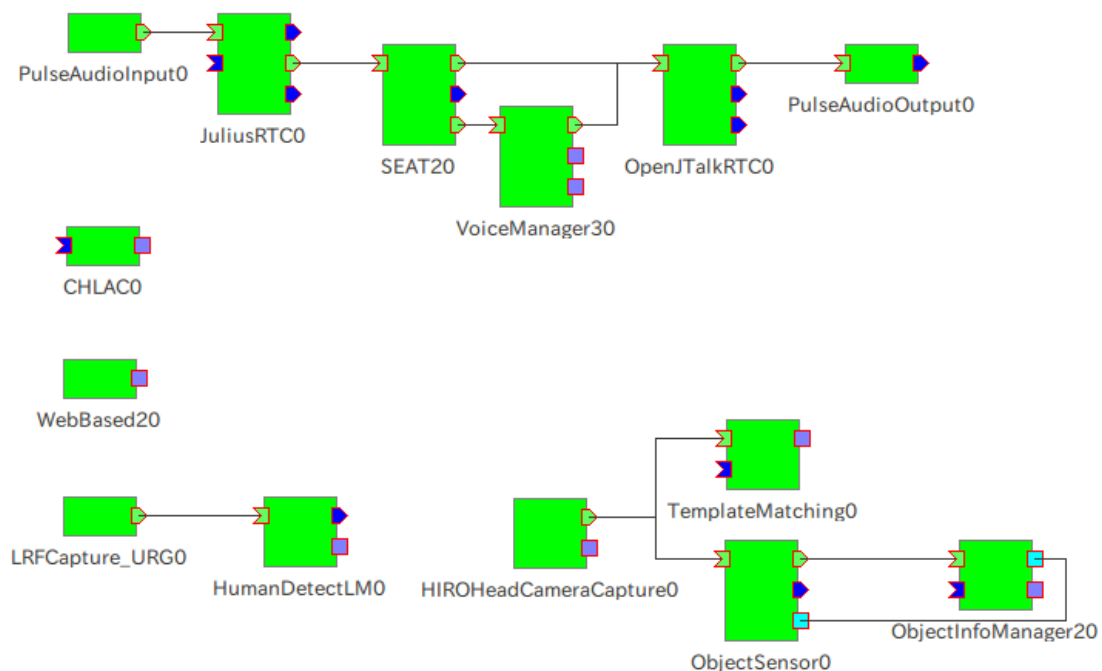 PulseAudioInput0
JuliusRTC0
SEAT20
VoiceManager30
OpenJTalkRTC0
PulseAudioOutput0
CHLAC0
WebBased20
LRFCapture_URG0
HumanDetectLM0
HIROHeadCameraCapture0
TemplateMatching0
ObjectSensor0
ObjectInfoManager20